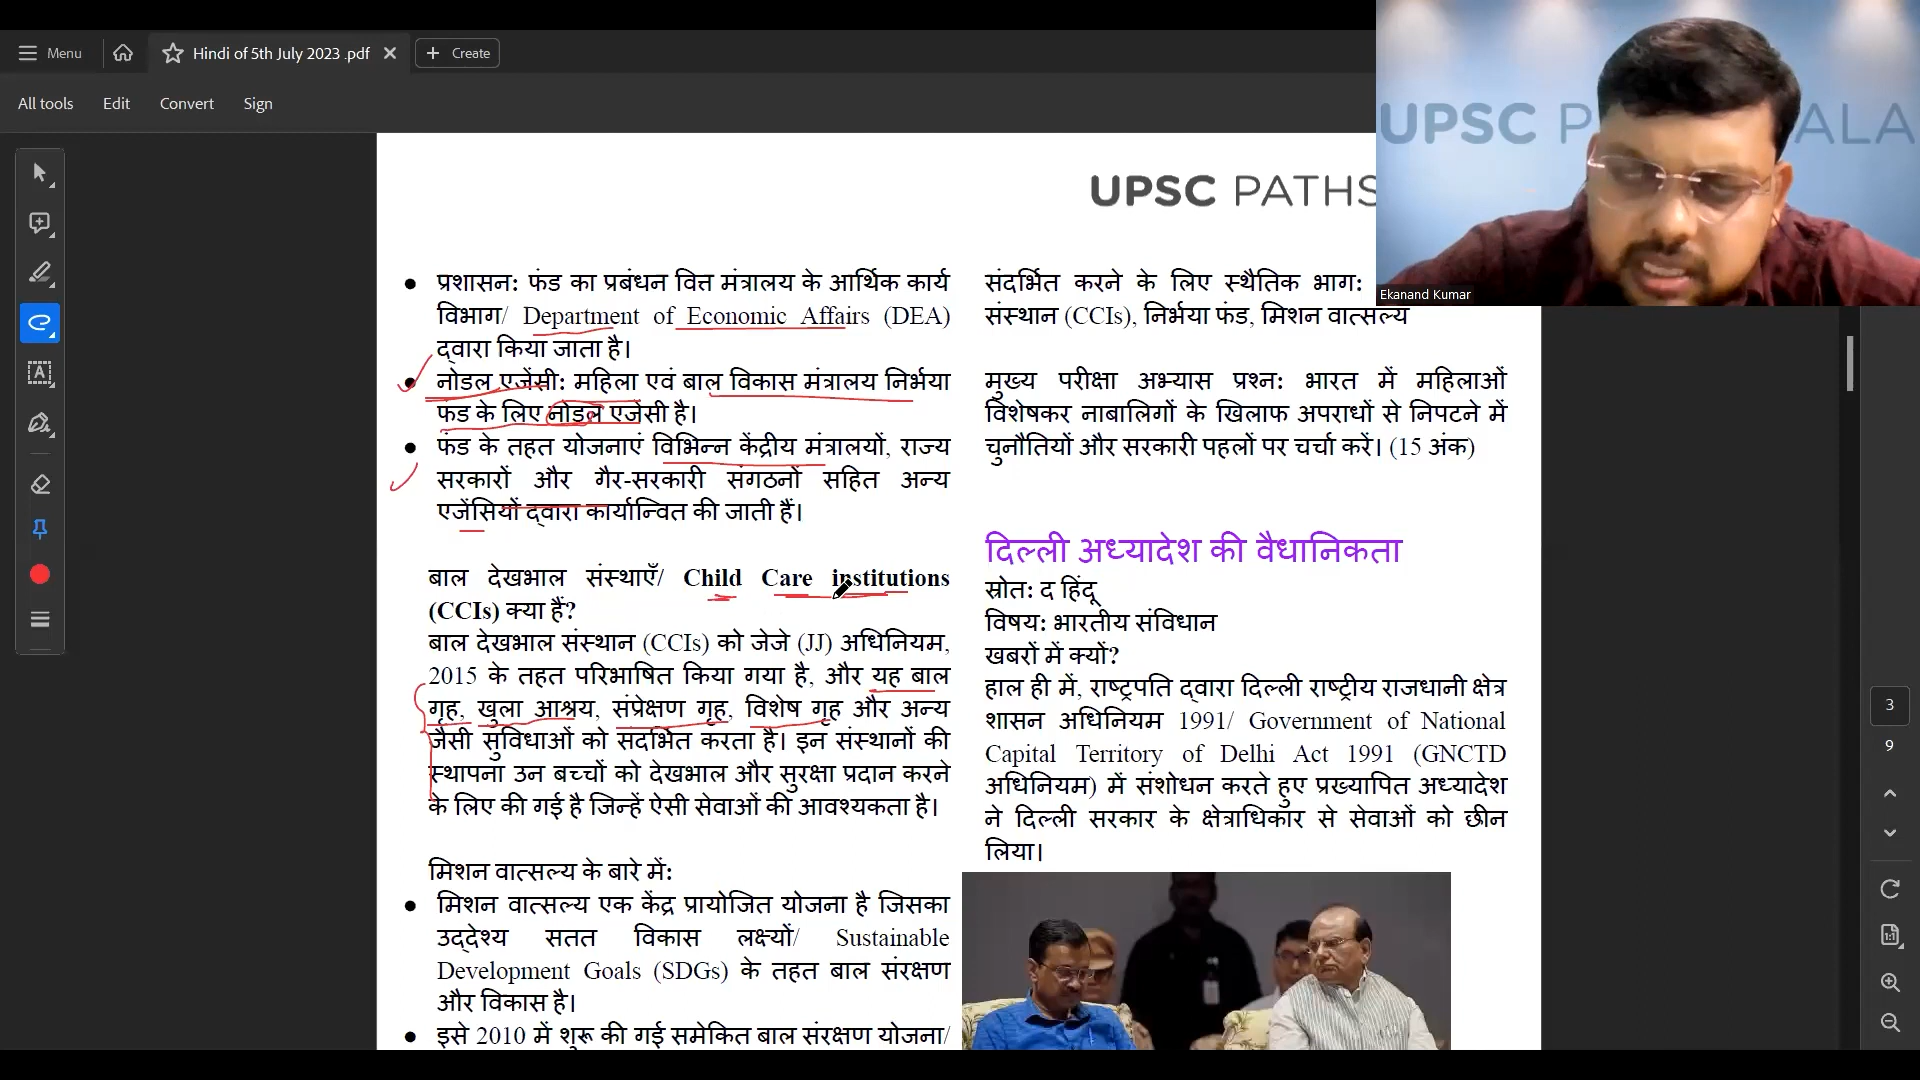 Menu
Hindi of 5th July 2023 .pdf
Create
All tools
Edit
Convert
Sign
UPSC PATHS
UPSC P ALA
Ekanand Kumar
प्रशासन: फंड का प्रबंधन वित्त मंत्रालय के आर्थिक कार्य
विभाग/ Department of Economic Affairs (DEA)
द्वारा किया जाता है।
नोडल एजेंसी: महिला एवं बाल विकास मंत्रालय निर्भया
फंड के लिए नोडल एजेंसी है।
फंड के तहत योजनाएं विभिन्न केंद्रीय मंत्रालयों, राज्य
सरकारों और गैर-सरकारी संगठनों सहित अन्य
एजेंसियों द्वारा कार्यान्वित की जाती हैं।
बाल देखभाल संस्थाएँ/ Child Care institutions
(CCIs) क्या हैं?
बाल देखभाल संस्थान (CCIs) को जेजे (JJ) अधिनियम,
2015 के तहत परिभाषित किया गया है, और यह बाल
गृह, खुला आश्रय, संप्रेक्षण गृह, विशेष गृह और अन्य
जैसी सुविधाओं को संदर्भित करता है। इन संस्थानों की
स्थापना उन बच्चों को देखभाल और सुरक्षा प्रदान करने
के लिए की गई है जिन्हें ऐसी सेवाओं की आवश्यकता है।
मिशन वात्सल्य के बारे में:
मिशन वात्सल्य एक केंद्र प्रायोजित योजना है जिसका
उद्देश्य सतत विकास लक्ष्यों/ Sustainable
Development Goals (SDGs) के तहत बाल संरक्षण
और विकास है।
इसे 2010 में शुरू की गई समेकित बाल संरक्षण योजना/
संदर्भित करने के लिए स्थैतिक भाग:
संस्थान (CCIs), निर्भया फंड, मिशन वात्सल्य
मुख्य परीक्षा अभ्यास प्रश्न: भारत में महिलाओं
विशेषकर नाबालिगों के खिलाफ अपराधों से निपटने में
चुनौतियों और सरकारी पहलों पर चर्चा करें। (15 अंक)
दिल्ली अध्यादेश की वैधानिकता
स्रोत: द हिंदू
विषय: भारतीय संविधान
खबरों में क्यों?
हाल ही में, राष्ट्रपति द्वारा दिल्ली राष्ट्रीय राजधानी क्षेत्र
शासन अधिनियम 1991/ Government of National
Capital Territory of Delhi Act 1991 (GNCTD
अधिनियम) में संशोधन करते हुए प्रख्यापित अध्यादेश
ने दिल्ली सरकार के क्षेत्राधिकार से सेवाओं को छीन
लिया।
3
9